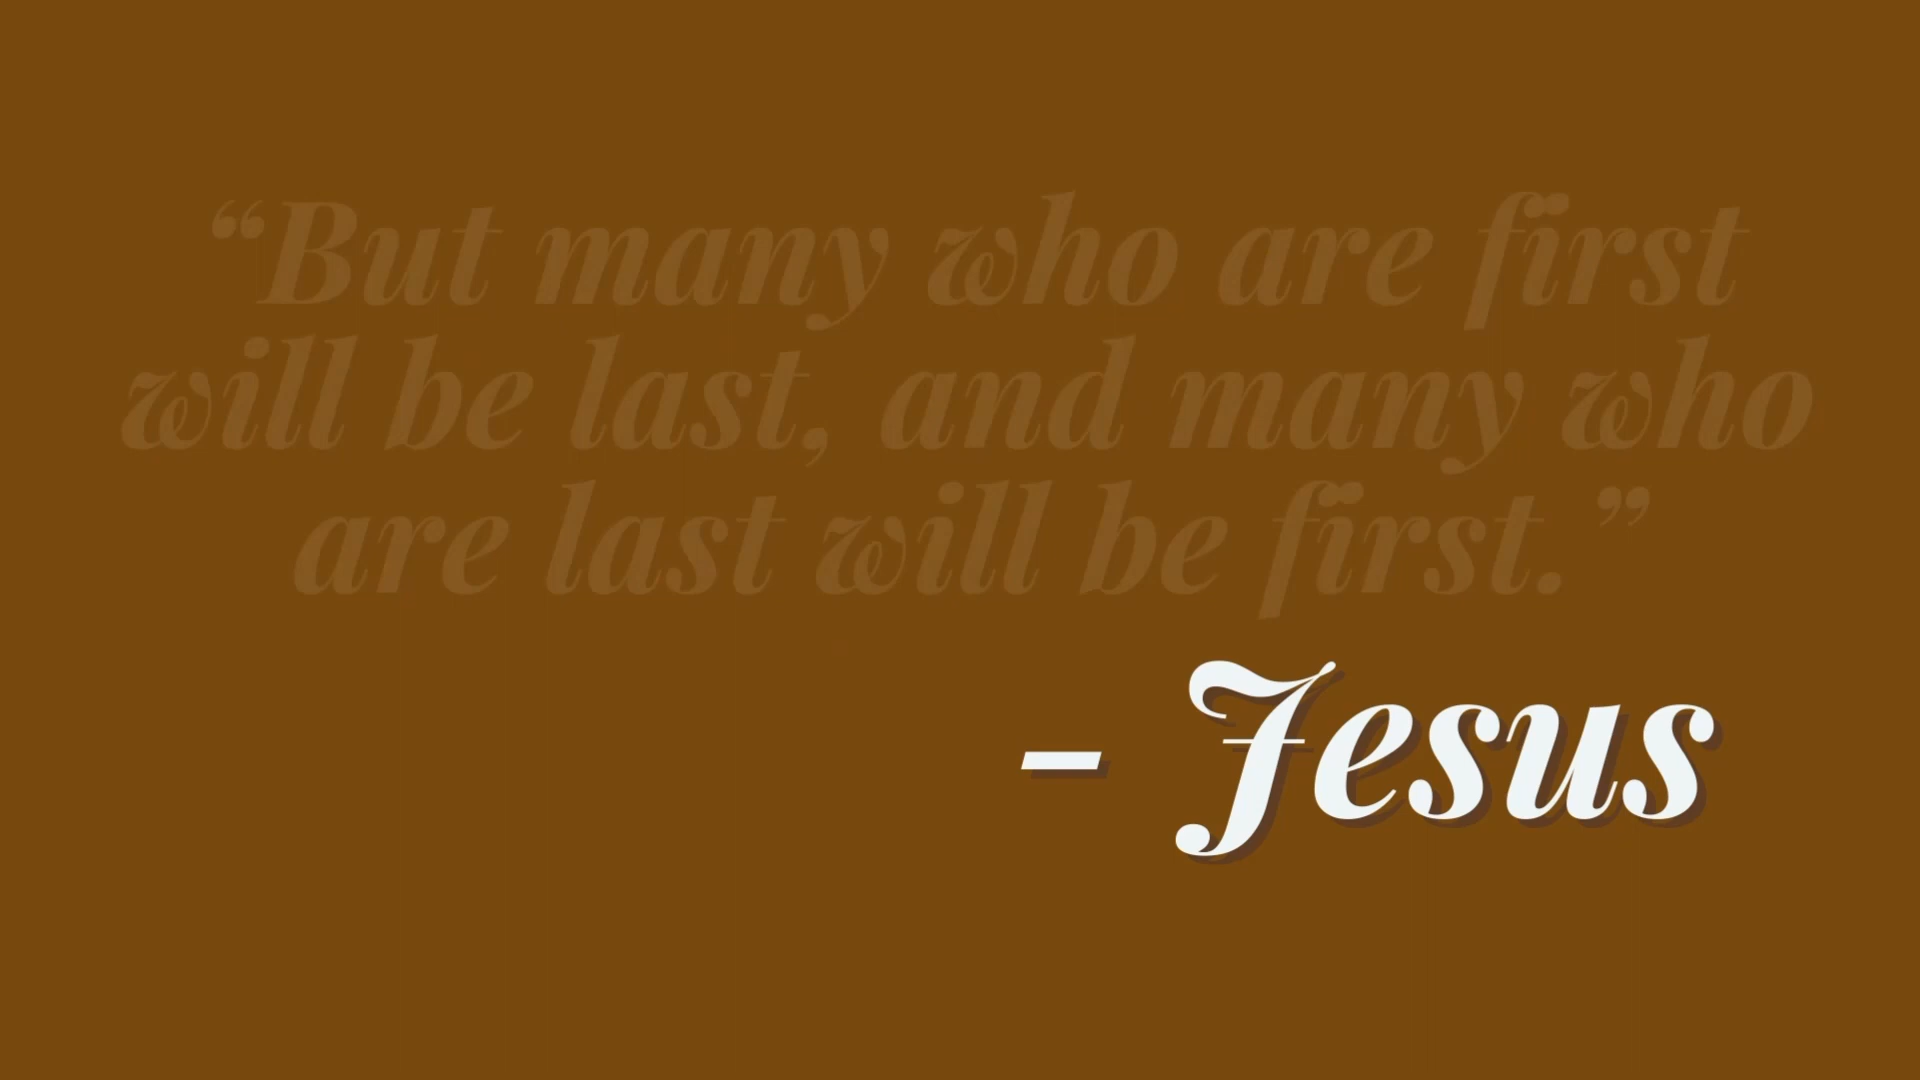 “But many who are first
will be last, and many who
are last will be first.”
- Jesus